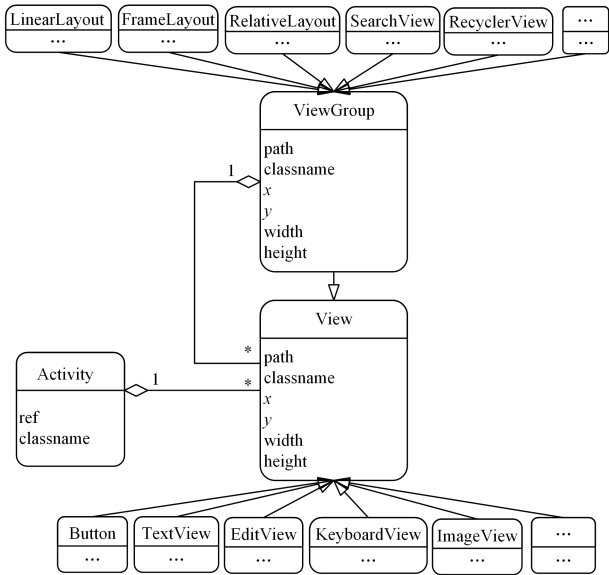 LinearLayout FrameLayout RelativeLayout SearchView RecyclerView ...
... ... ... ... ... ...
ViewGroup
path
classname
x
y
width
height
1
*
View
path
classname
x
y
width
height
Activity
ref
classname
1
*
Button TextView EditView KeyboardView ImageView ...
... ... ... ... ... ...